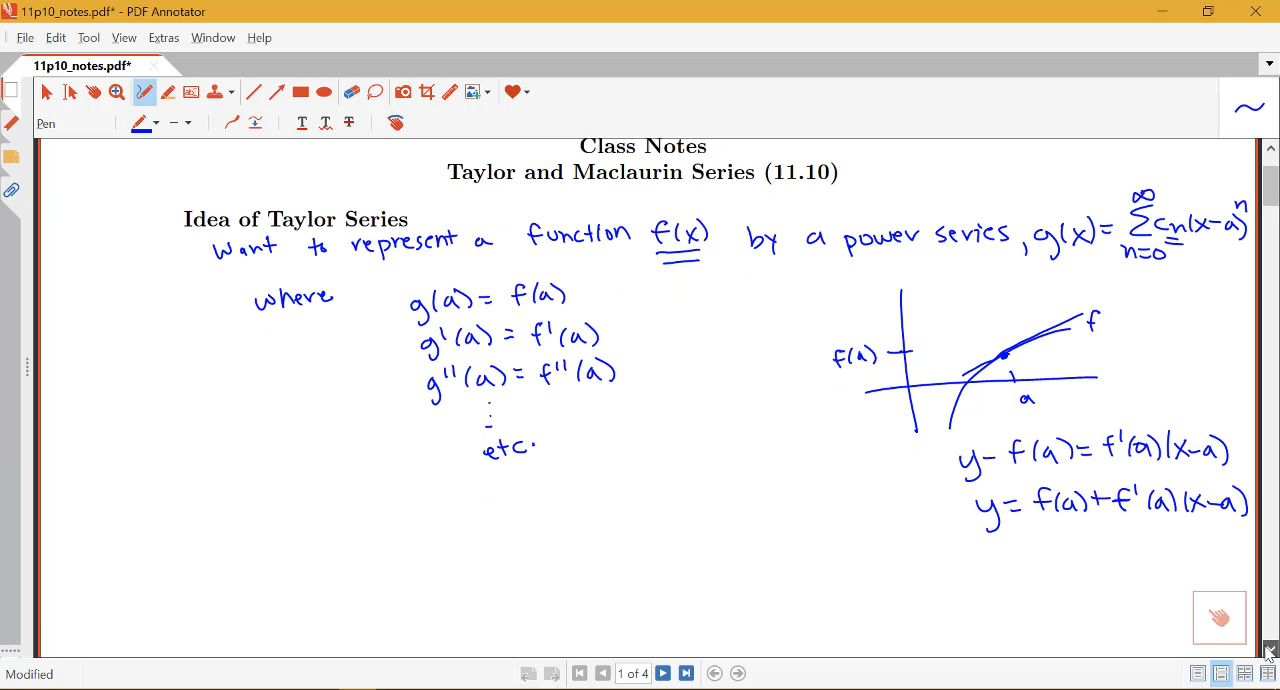 11p10_notes.pdf* - PDF Annotator
File Edit Tool View Extras Window Help
11p10_notes.pdf*
Pen
Class Notes
Taylor and Maclaurin Series (11.10)
Idea of Taylor Series
Want to represent a function f(x) by a power series, g(x) = ∑_{n=0}^{∞} c_n(x-a)^n
where g(a) = f(a)
g'(a) = f'(a)
g''(a) = f''(a)
⋮
etc.
f
f(a)
a
y - f(a) = f'(a)(x-a)
y = f(a) + f'(a)(x-a)
Modified
1 of 4